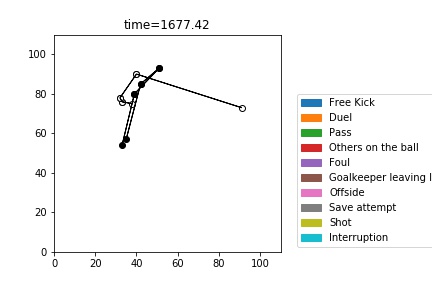 time=1677.42
100
80
60
40
20
0
0 20 40 60 80 100
Free Kick
Duel
Pass
Others on the ball
Foul
Goalkeeper leaving l
Offside
Save attempt
Shot
Interruption